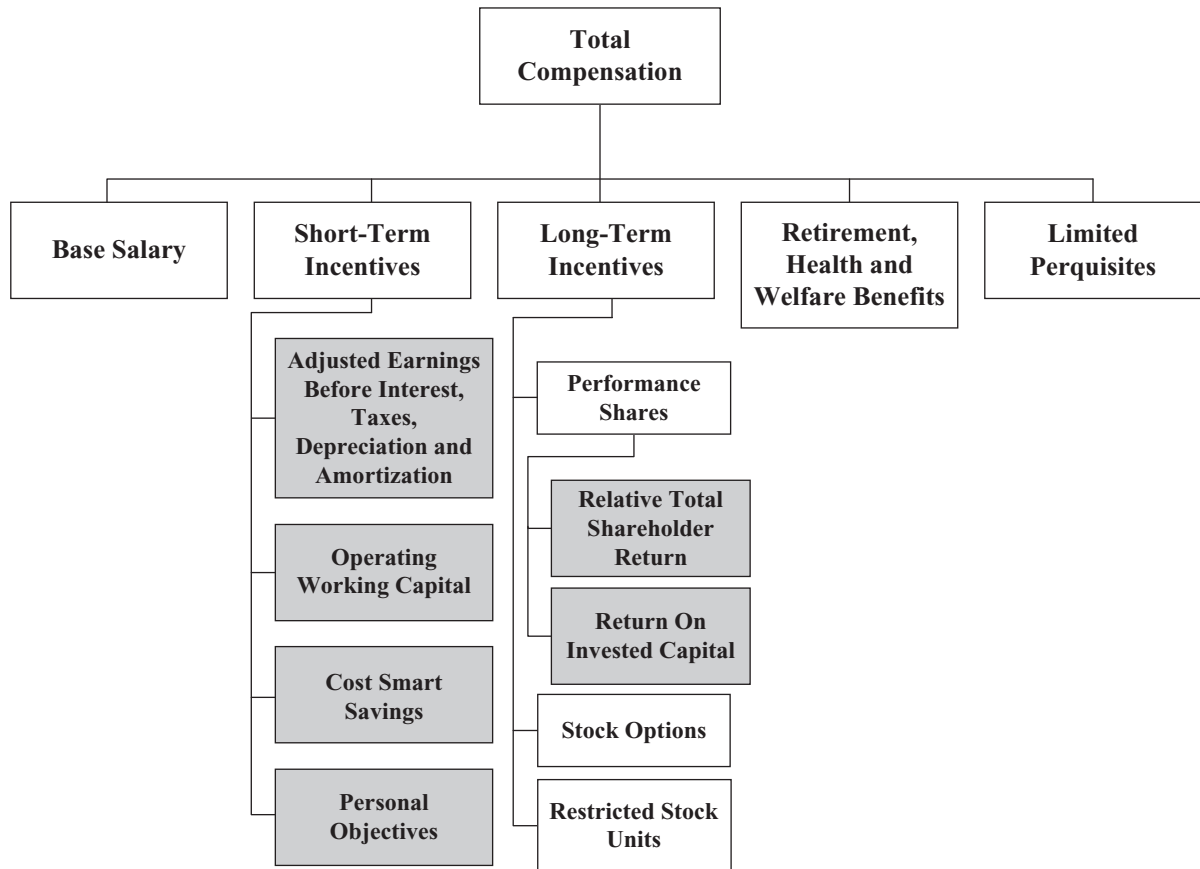 Total
Compensation
Base Salary
Short-Term
Incentives
Long-Term
Incentives
Retirement,
Health and
Welfare Benefits
Limited
Perquisites
Adjusted Earnings
Before Interest,
Taxes,
Depreciation and
Amortization
Operating
Working Capital
Cost Smart
Savings
Personal
Objectives
Performance
Shares
Relative Total
Shareholder
Return
Return On
Invested Capital
Stock Options
Restricted Stock
Units